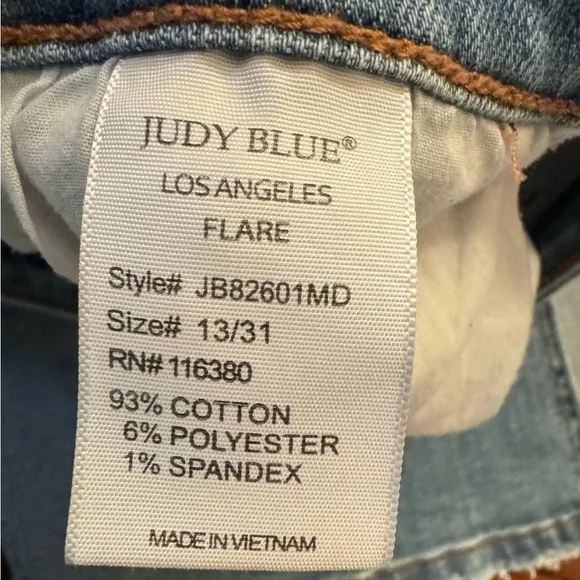 JUDY BLUE®
LOS ANGELES
FLARE
Style# JB82601MD
Size# 13/31
RN# 116380
93% COTTON
6% POLYESTER
1% SPANDEX
MADE IN VIETNAM